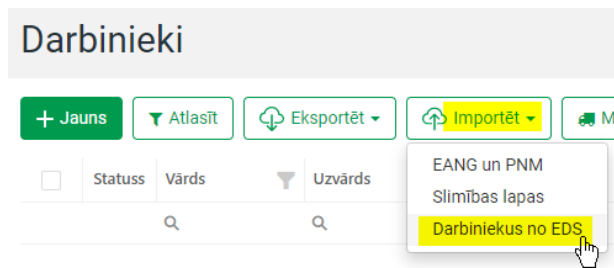 Darbinieki
+ Jauns
Atlasīt
Eksportēt
Importēt
M
EANG un PNM
Slimības lapas
Darbiniekus no EDS
Statuss
Vārds
Uzvārds